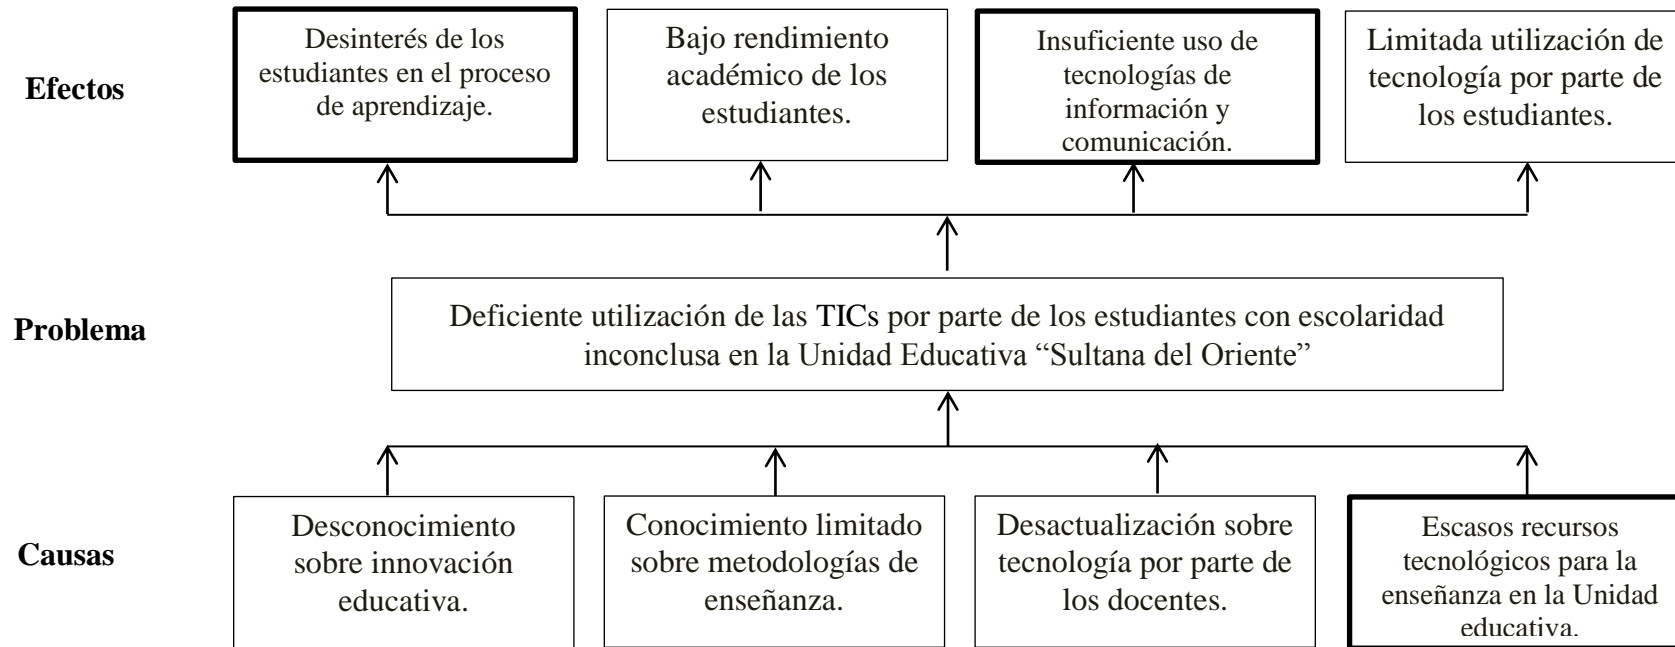 Efectos
Desinterés de los
estudiantes en el proceso
de aprendizaje.
Bajo rendimiento
académico de los
estudiantes.
Insuficiente uso de
tecnologías de
información y
comunicación.
Limitada utilización de
tecnología por parte de
los estudiantes.
Problema
Deficiente utilización de las TICs por parte de los estudiantes con escolaridad
inconclusa en la Unidad Educativa “Sultana del Oriente”
Causas
Desconocimiento
sobre innovación
educativa.
Conocimiento limitado
sobre metodologías de
enseñanza.
Desactualización sobre
tecnología por parte de
los docentes.
Escasos recursos
tecnológicos para la
enseñanza en la Unidad
educativa.